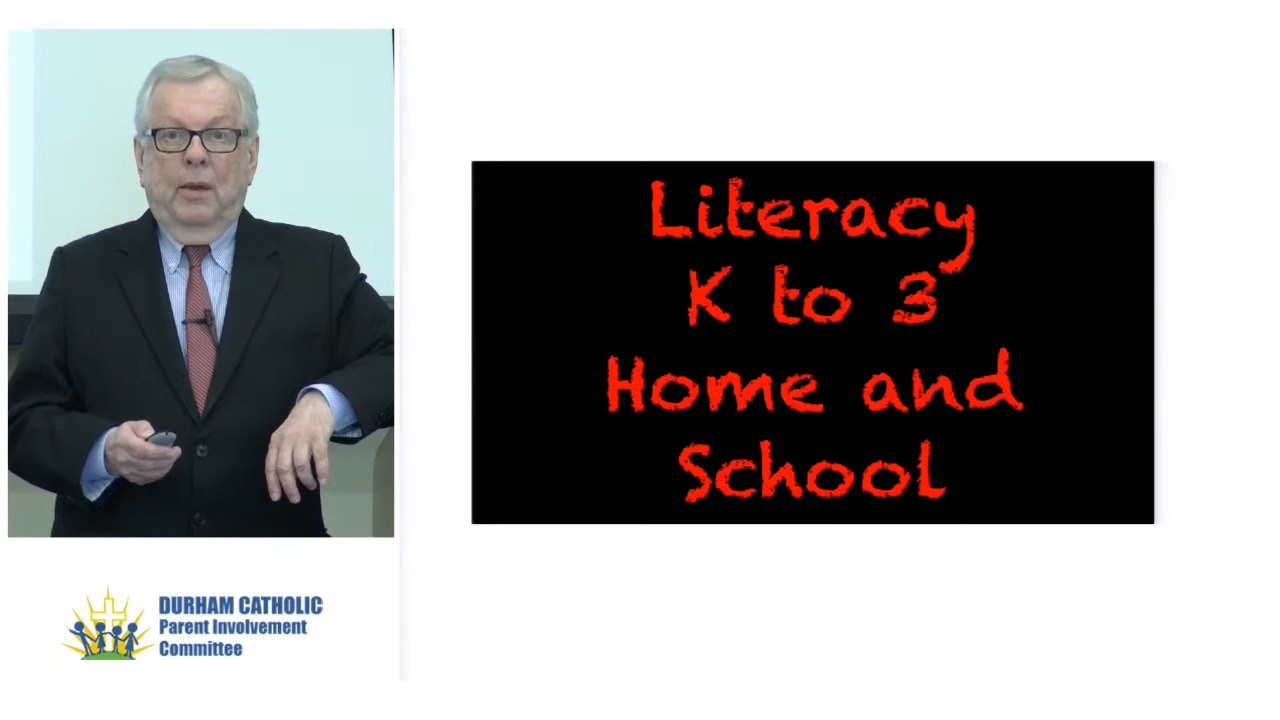 Literacy
K to 3
Home and
School
DURHAM CATHOLIC
Parent Involvement
Committee